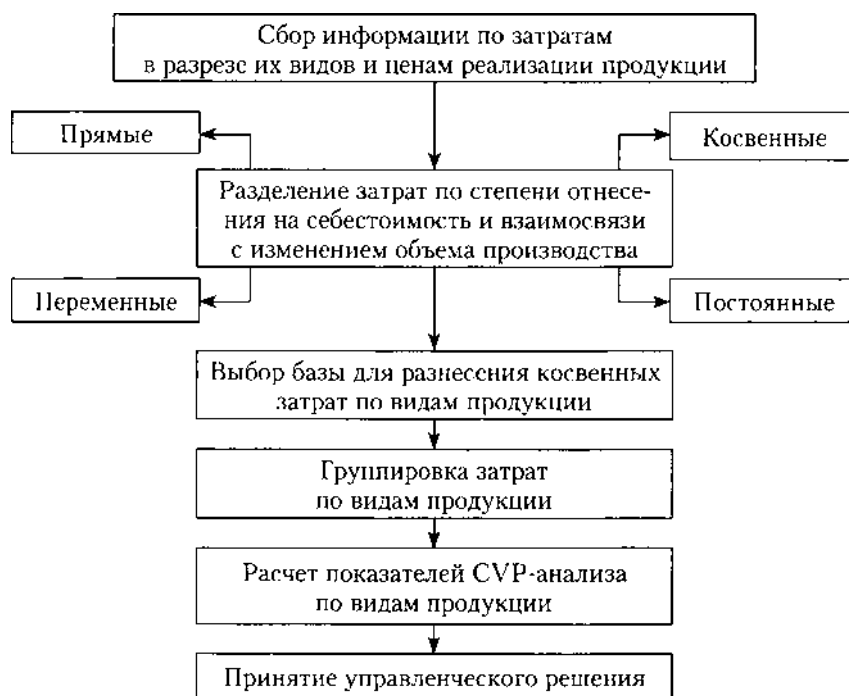 Сбор информации по затратам
в разрезе их видов и ценам реализации продукции
Прямые
Косвенные
Разделение затрат по степени отнесе-
ния на себестоимость и взаимосвязи
с изменением объема производства
Переменные
Постоянные
Выбор базы для разнесения косвенных
затрат по видам продукции
Группировка затрат
по видам продукции
Расчет показателей CVP-анализа
по видам продукции
Принятие управленческого решения